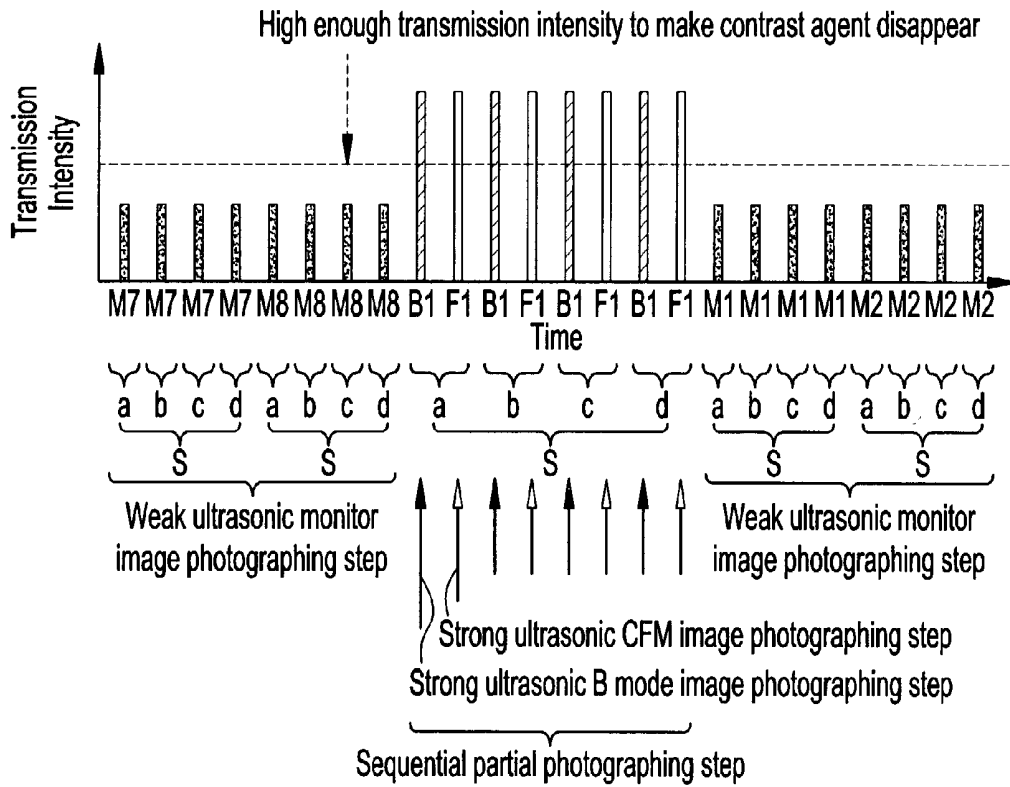 High enough transmission intensity to make contrast agent disappear
Transmission
Intensity
M7 M7 M7 M7 M8 M8 M8 M8 B1 F1 B1 F1 B1 F1 B1 F1 M1 M1 M1 M1 M2 M2 M2 M2
Time
a b c d a b c d a b c d a b c d a b c d
S S S S S
Weak ultrasonic monitor
image photographing step
Weak ultrasonic monitor
image photographing step
Strong ultrasonic CFM image photographing step
Strong ultrasonic B mode image photographing step
Sequential partial photographing step